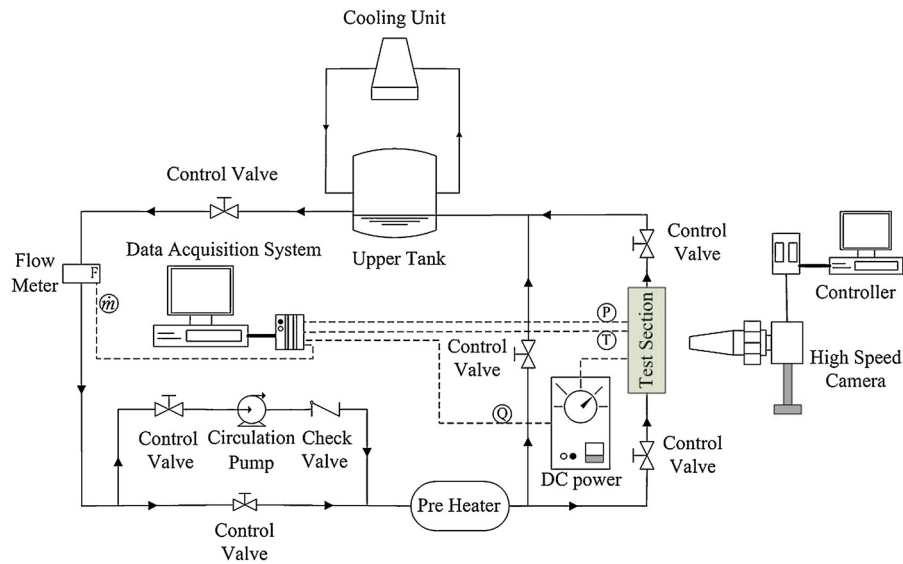 Cooling Unit
Control Valve
Data Acquisition System
Upper Tank
Control
Valve
Flow
Meter
F
ṁ
P
T
Test Section
Controller
High Speed
Camera
Control
Valve
Q
Control
Valve
Circulation
Pump
Check
Valve
DC power
Control
Valve
Pre Heater
Control
Valve